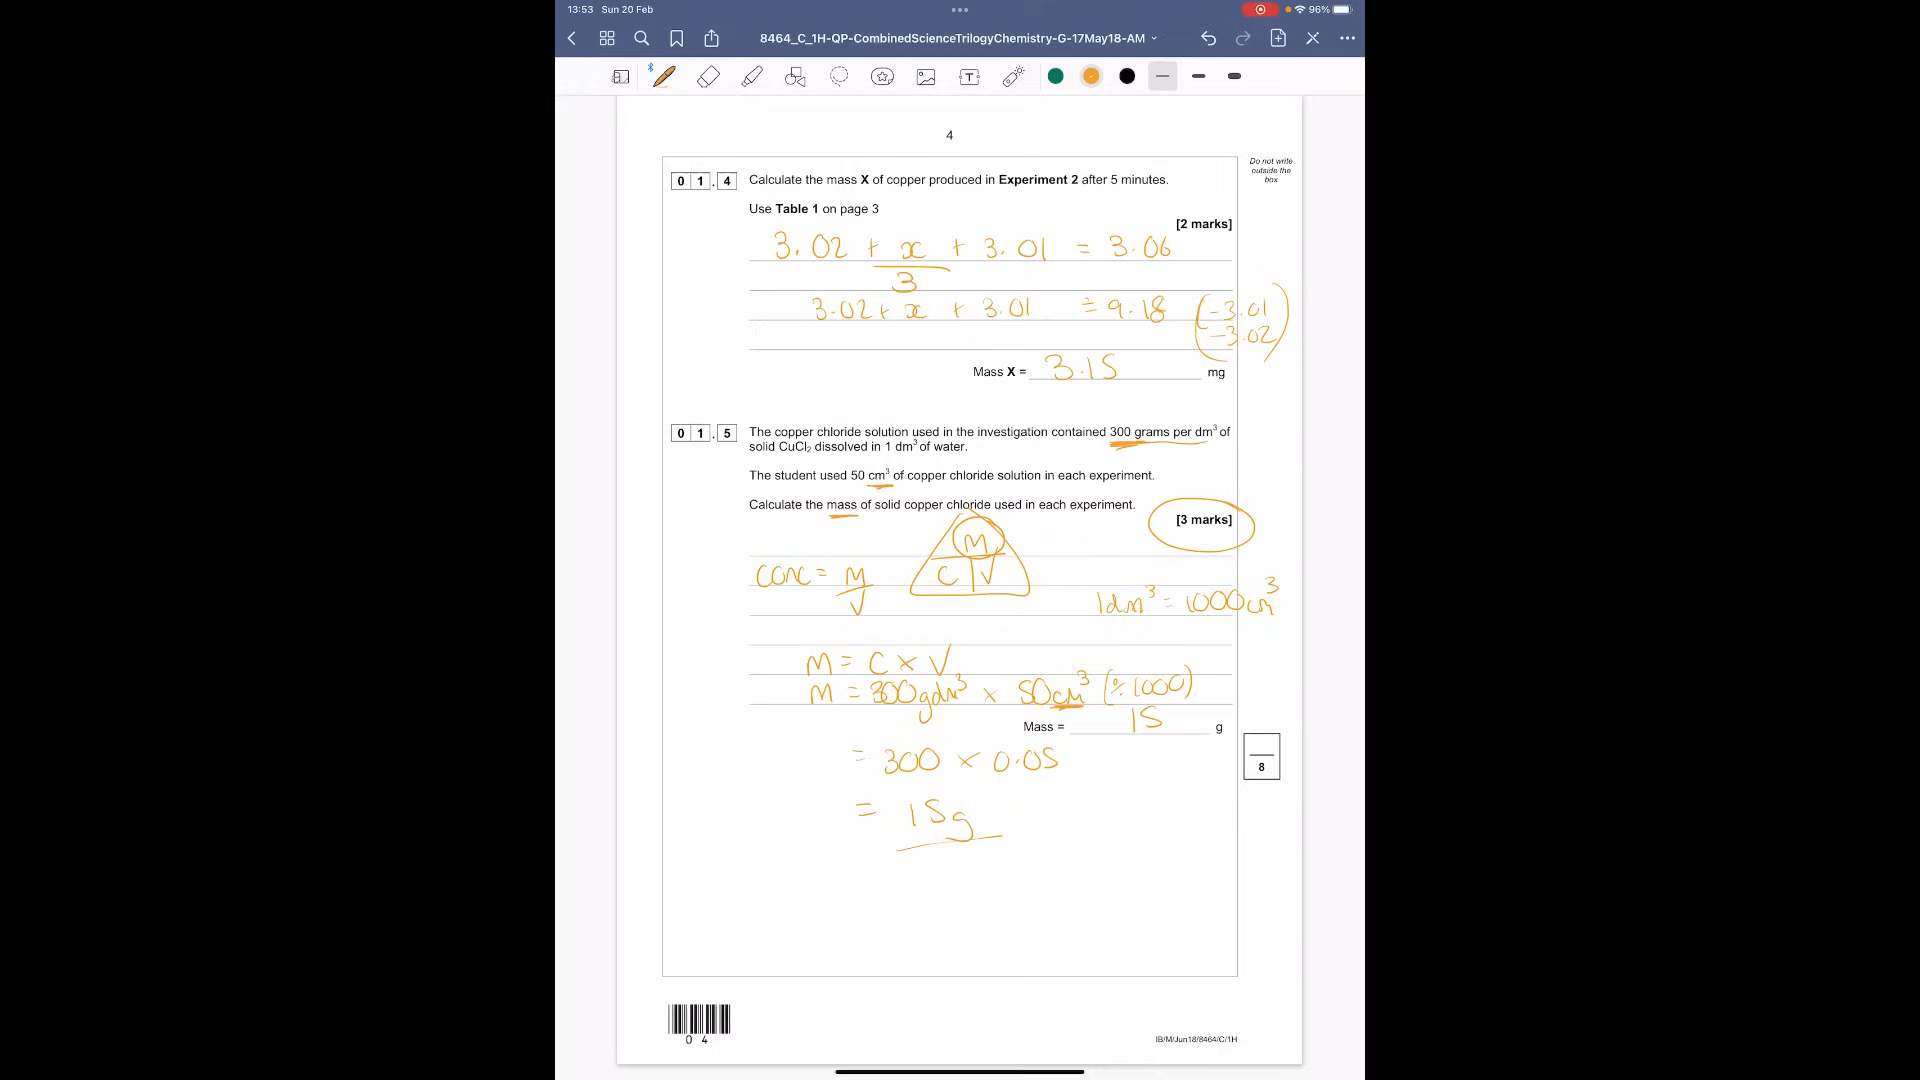 13:53 Sun 20 Feb
96%
8464_C_1H-QP-CombinedScienceTrilogyChemistry-G-17May18-AM
T
4
Do not write
outside the
box
0 1 . 4 Calculate the mass X of copper produced in Experiment 2 after 5 minutes.
Use Table 1 on page 3
[2 marks]
3.02 + x + 3.01 = 3.06
3
3.02 + x + 3.01 = 9.18 (-3.01
-3.02)
Mass X = 3.15 mg
0 1 . 5 The copper chloride solution used in the investigation contained 300 grams per dm³ of
solid CuCl₂ dissolved in 1 dm³ of water.
The student used 50 cm³ of copper chloride solution in each experiment.
Calculate the mass of solid copper chloride used in each experiment.
[3 marks]
M
conc = M
V
C V
1dm³ = 1000cm³
M = C × V
M = 300gdm³ × 50cm³ (÷1000)
Mass = 15 g
= 300 × 0.05
8
= 15g
0 4
IB/M/Jun18/8464/C/1H